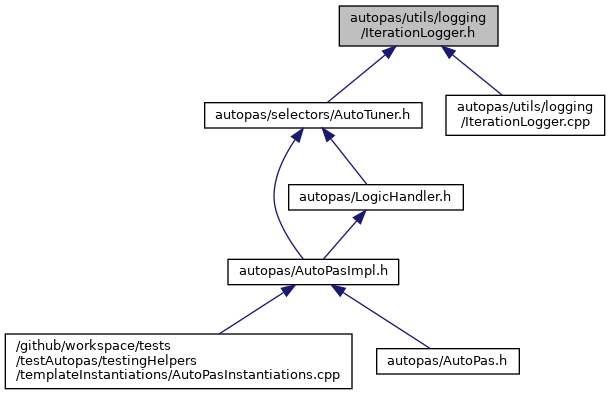 autopas/utils/logging
/IterationLogger.h
autopas/selectors/AutoTuner.h
autopas/utils/logging
/IterationLogger.cpp
autopas/LogicHandler.h
autopas/AutoPasImpl.h
/github/workspace/tests
/testAutopas/testingHelpers
/templateInstantiations/AutoPasInstantiations.cpp
autopas/AutoPas.h